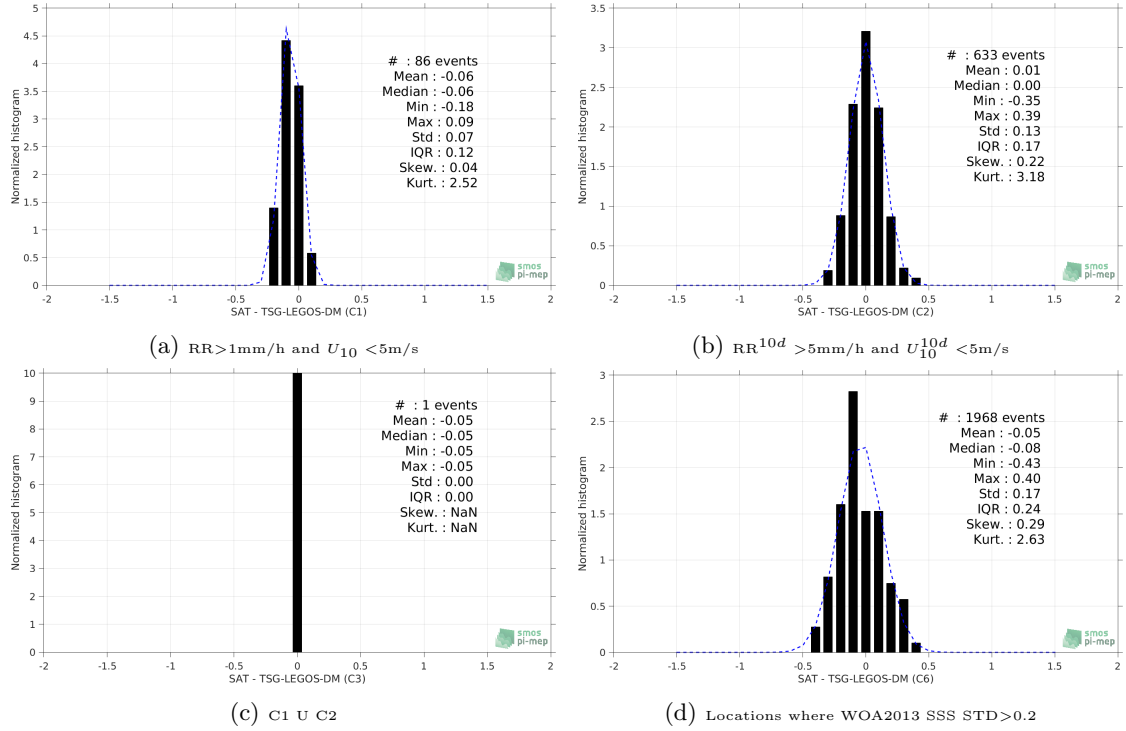 5
4.5
4
3.5
3
2.5
2
1.5
1
0.5
0
Normalized histogram
# : 86 events
Mean : -0.06
Median : -0.06
Min : -0.18
Max : 0.09
Std : 0.07
IQR : 0.12
Skew. : 0.04
Kurt. : 2.52
smos
pi-mep
-2 -1.5 -1 -0.5 0 0.5 1 1.5 2
SAT - TSG-LEGOS-DM (C1)
(a) RR>1mm/h and U10 <5m/s
3.5
3
2.5
2
1.5
1
0.5
0
Normalized histogram
# : 633 events
Mean : 0.01
Median : 0.00
Min : -0.35
Max : 0.39
Std : 0.13
IQR : 0.17
Skew. : 0.22
Kurt. : 3.18
smos
pi-mep
-2 -1.5 -1 -0.5 0 0.5 1 1.5 2
SAT - TSG-LEGOS-DM (C2)
(b) RR10d >5mm/h and U10 10d <5m/s
10
9
8
7
6
5
4
3
2
1
0
Normalized histogram
# : 1 events
Mean : -0.05
Median : -0.05
Min : -0.05
Max : -0.05
Std : 0.00
IQR : 0.00
Skew. : NaN
Kurt. : NaN
smos
pi-mep
-2 -1.5 -1 -0.5 0 0.5 1 1.5 2
SAT - TSG-LEGOS-DM (C3)
(c) C1 U C2
3
2.5
2
1.5
1
0.5
0
Normalized histogram
# : 1968 events
Mean : -0.05
Median : -0.08
Min : -0.43
Max : 0.40
Std : 0.17
IQR : 0.24
Skew. : 0.29
Kurt. : 2.63
smos
pi-mep
-2 -1.5 -1 -0.5 0 0.5 1 1.5 2
SAT - TSG-LEGOS-DM (C6)
(d) Locations where WOA2013 SSS STD>0.2